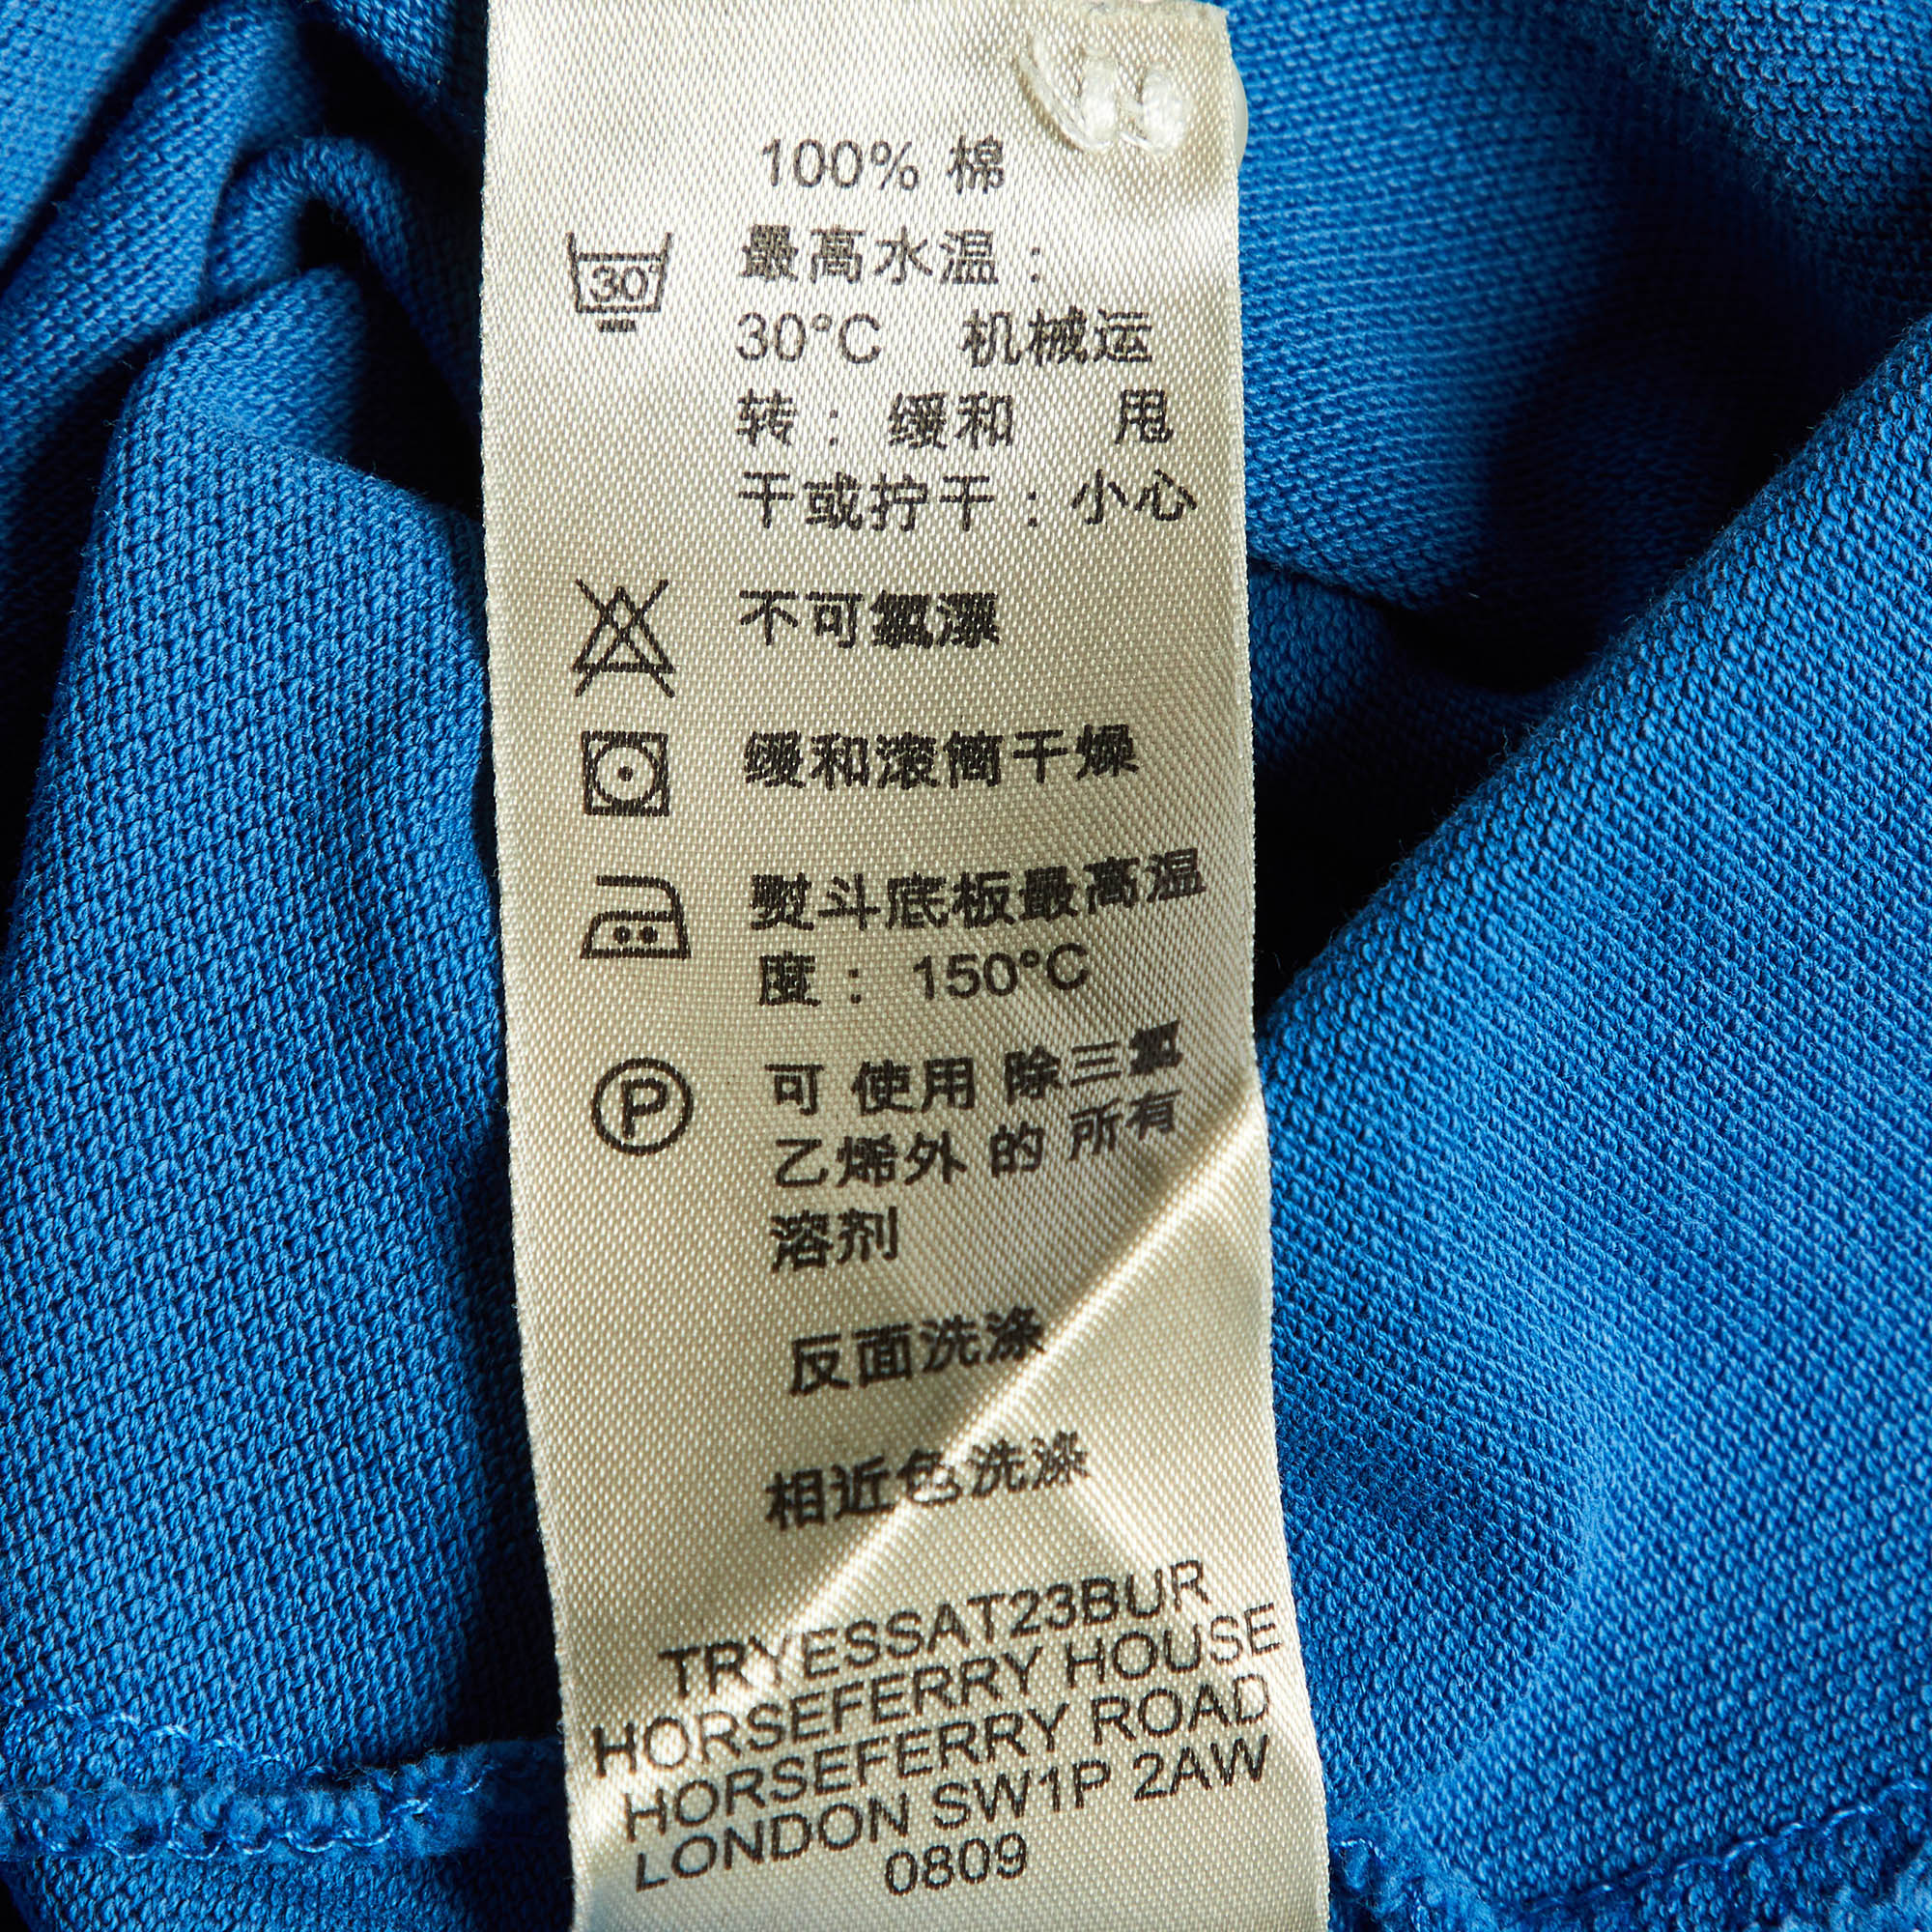 100% 棉
30°
最高水温：
30°C 机械运
转： 缓和 甩
干或拧干：小心
不可氯漂
缓和滚筒干燥
熨斗底板最高温
度： 150°C
P
可 使用 除三氯
乙烯外 的 所有
溶剂
反面洗涤
相近色洗涤
TRYESSAT23BUR
HORSEFERRY HOUSE
HORSEFERRY ROAD
LONDON SW1P 2AW
0809